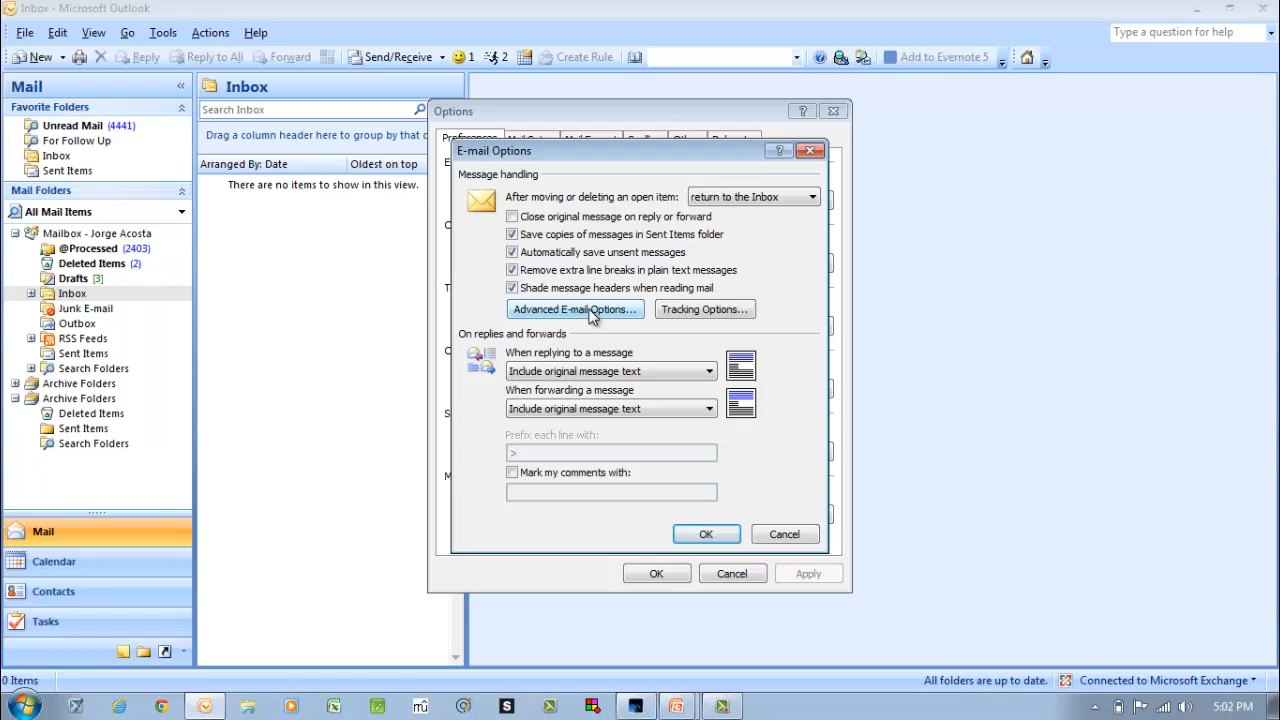 Inbox - Microsoft Outlook
File Edit View Go Tools Actions Help
Type a question for help
New Reply Reply to All Forward Send/Receive 1 2 Create Rule Add to Evernote 5
Mail
Favorite Folders
Unread Mail (4441)
For Follow Up
Inbox
Sent Items
Mail Folders
All Mail Items
Mailbox - Jorge Acosta
@Processed (2403)
Deleted Items (2)
Drafts [3]
Inbox
Junk E-mail
Outbox
RSS Feeds
Sent Items
Search Folders
Archive Folders
Archive Folders
Deleted Items
Sent Items
Search Folders
Mail
Calendar
Contacts
Tasks
Inbox
Search Inbox
Drag a column header here to group by that
Arranged By: Date Oldest on top
There are no items to show in this view.
Options
E-mail Options
Message handling
After moving or deleting an open item: return to the Inbox
Close original message on reply or forward
Save copies of messages in Sent Items folder
Automatically save unsent messages
Remove extra line breaks in plain text messages
Shade message headers when reading mail
Advanced E-mail Options... Tracking Options...
On replies and forwards
When replying to a message
Include original message text
When forwarding a message
Include original message text
Prefix each line with:
>
Mark my comments with:
OK Cancel
OK Cancel Apply
0 Items
All folders are up to date. Connected to Microsoft Exchange
5:02 PM